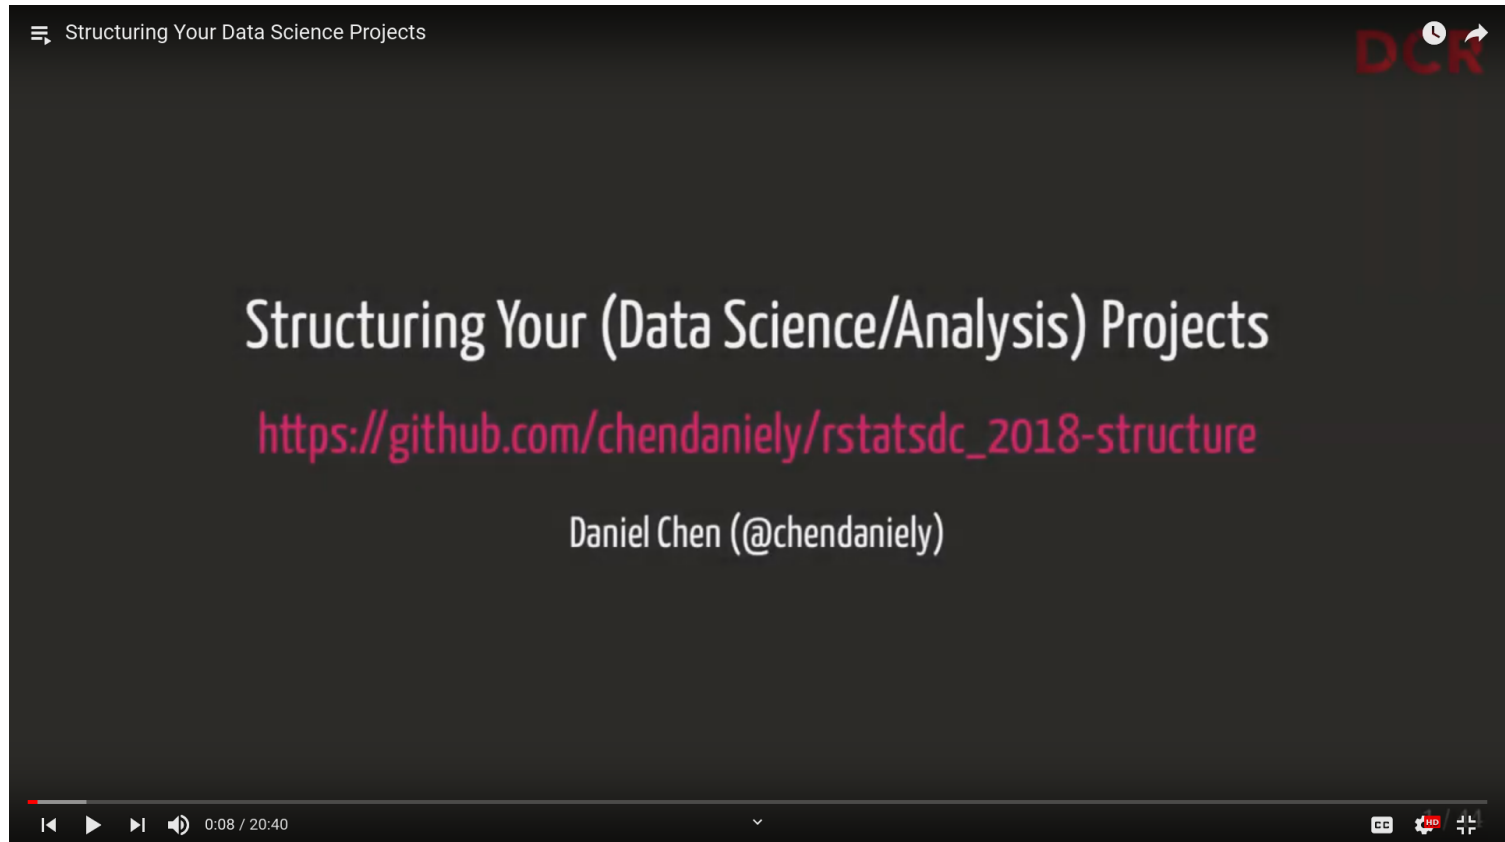 Structuring Your Data Science Projects
DCR
Structuring Your (Data Science/Analysis) Projects
https://github.com/chendaniely/rstatsdc_2018-structure
Daniel Chen (@chendaniely)
0:08 / 20:40
CC
HD